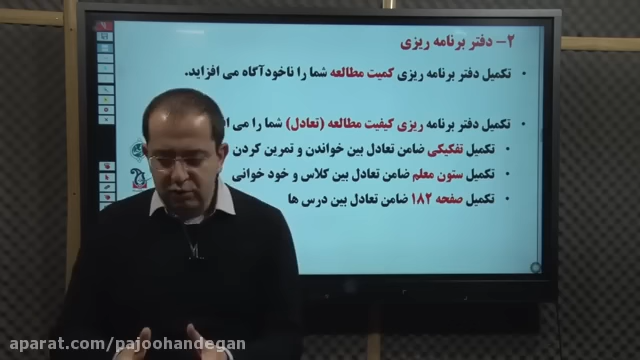 ۲- دفتر برنامه ریزی
• تکمیل دفتر برنامه ریزی کمیت مطالعه شما را ناخودآگاه می افزاید.
• تکمیل دفتر برنامه ریزی کیفیت مطالعه (تعادل) شما را می
• تکمیل تفکیکی ضامن تعادل بین خواندن و تمرین کردن
• تکمیل ستون معلم ضامن تعادل بین کلاس و خود خوانی
• تکمیل صفحه ۱۸۲ ضامن تعادل بین درس ها
aparat.com/pajoohandegan